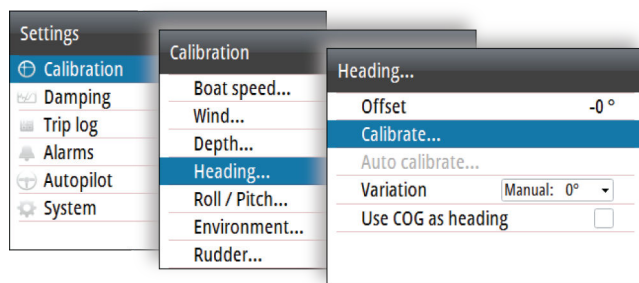 Settings
Calibration
Damping
Trip log
Alarms
Autopilot
System
Calibration
Boat speed...
Wind...
Depth...
Heading...
Roll / Pitch...
Environment...
Rudder...
Heading...
Offset -0 °
Calibrate...
Auto calibrate...
Variation Manual: 0°
Use COG as heading